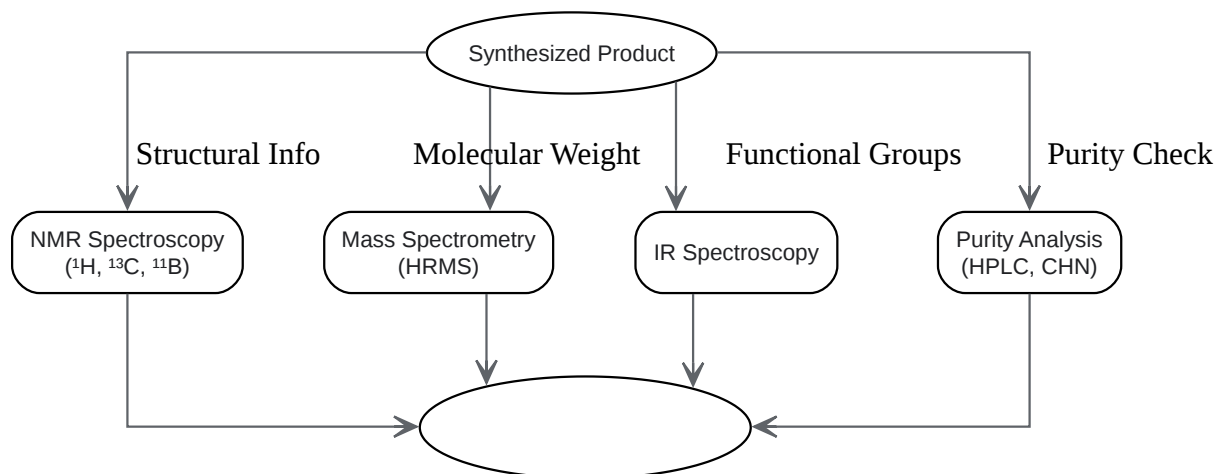 Synthesized Product
Structural Info
Molecular Weight
Functional Groups
Purity Check
NMR Spectroscopy
(¹H, ¹³C, ¹¹B)
Mass Spectrometry
(HRMS)
IR Spectroscopy
Purity Analysis
(HPLC, CHN)